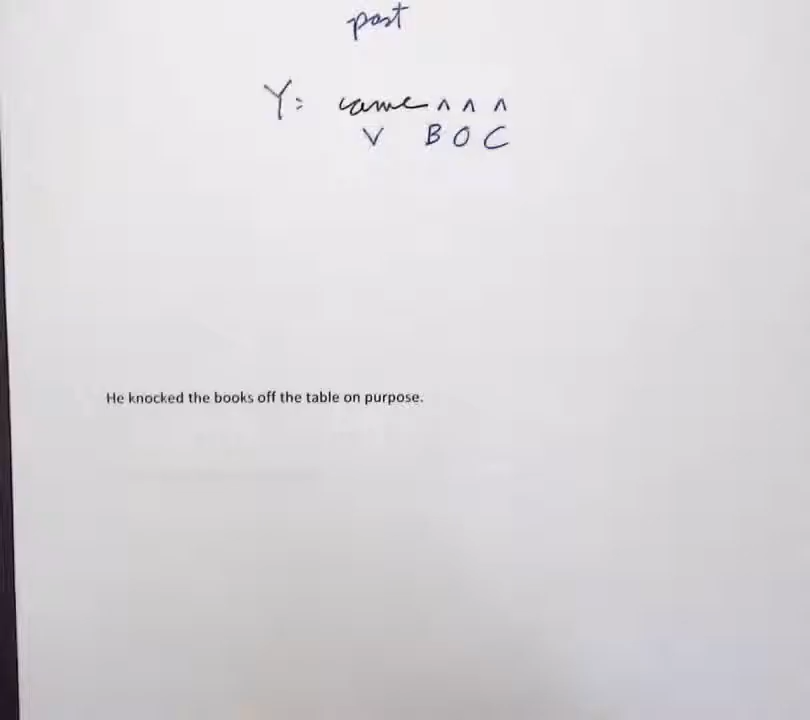 past
Y: came ^ ^ ^
V B O C
He knocked the books off the table on purpose.